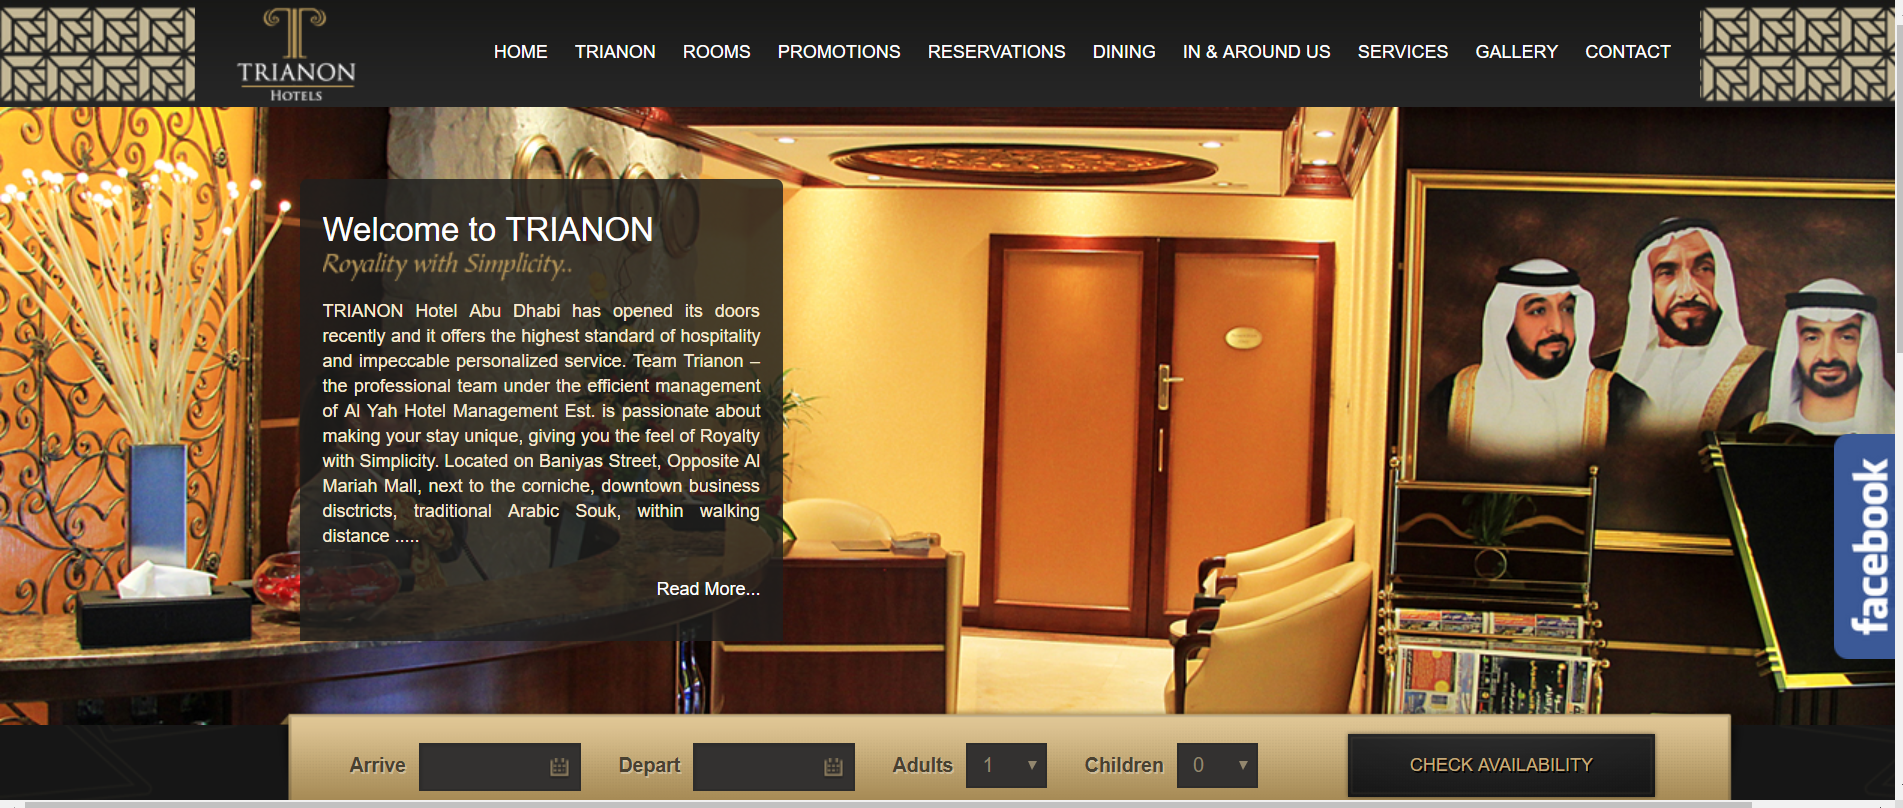 TRIANON
HOTELS
HOME TRIANON ROOMS PROMOTIONS RESERVATIONS DINING IN & AROUND US SERVICES GALLERY CONTACT
Welcome to TRIANON
Royality with Simplicity..
TRIANON Hotel Abu Dhabi has opened its doors
recently and it offers the highest standard of hospitality
and impeccable personalized service. Team Trianon –
the professional team under the efficient management
of Al Yah Hotel Management Est. is passionate about
making your stay unique, giving you the feel of Royalty
with Simplicity. Located on Baniyas Street, Opposite Al
Mariah Mall, next to the corniche, downtown business
disctricts, traditional Arabic Souk, within walking
distance .....
Read More...
facebook
Arrive Depart Adults 1 Children 0 CHECK AVAILABILITY